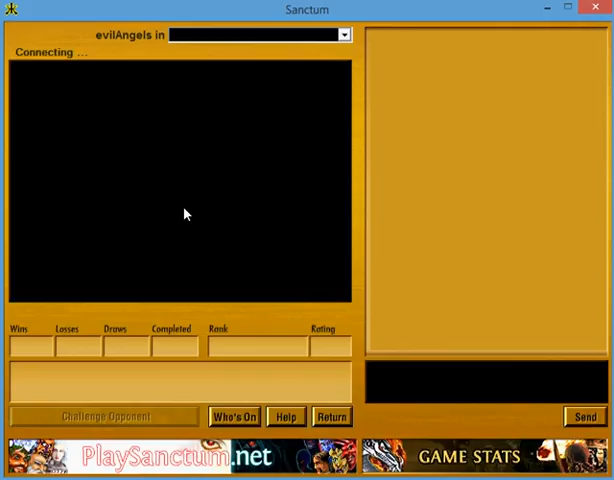 Sanctum
evilAngels in
Connecting ...
Wins Losses Draws Completed Rank Rating
Challenge Opponent Who's On Help Return Send
PlaySanctum.net GAME STATS